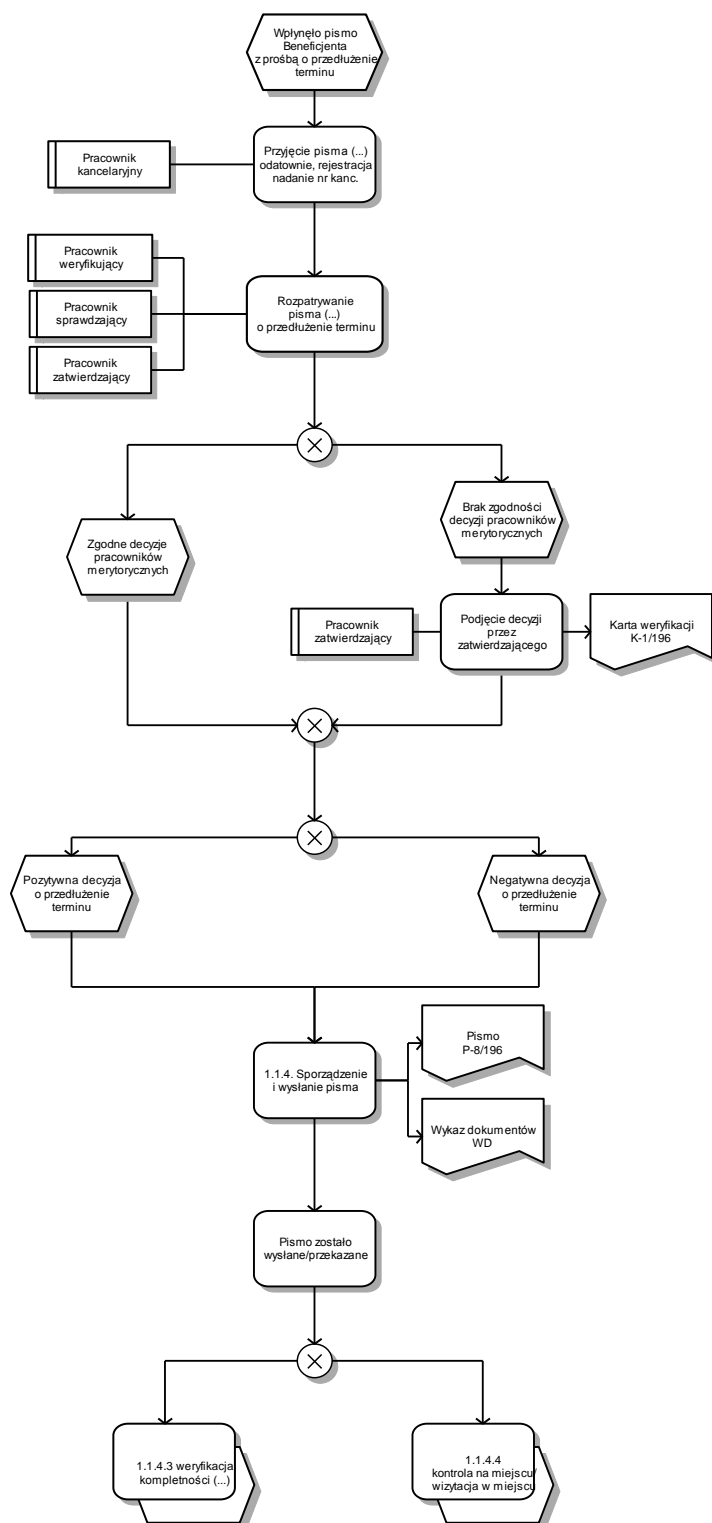 Wpłynęło pismo
Beneficjenta
z prośbą o przedłużenie
terminu
Pracownik
kancelaryjny
Przyjęcie pisma (...)
odatownie, rejestracja
nadanie nr kanc.
Pracownik
weryfikujący
Pracownik
sprawdzający
Pracownik
zatwierdzający
Rozpatrywanie
pisma (...)
o przedłużenie terminu
Zgodne decyzje
pracowników
merytorycznych
Brak zgodności
decyzji pracowników
merytorycznych
Pracownik
zatwierdzający
Podjęcie decyzji
przez
zatwierdzającego
Karta weryfikacji
K-1/196
Pozytywna decyzja
o przedłużenie
terminu
Negatywna decyzja
o przedłużenie
terminu
1.1.4. Sporządzenie
i wysłanie pisma
Pismo
P-8/196
Wykaz dokumentów
WD
Pismo zostało
wysłane/przekazane
1.1.4.3 weryfikacja
kompletności (...)
1.1.4.4
kontrola na miejscu/
wizytacja w miejscu